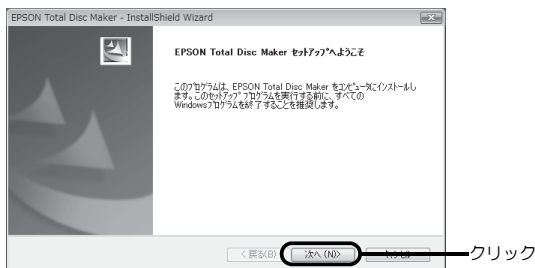 EPSON Total Disc Maker - InstallShield Wizard
EPSON Total Disc Maker ｾｯﾄｱｯﾌﾟへようこそ
このﾌﾟﾛｸﾞﾗﾑは、EPSON Total Disc Maker をｺﾝﾋﾟｭｰﾀにｲﾝｽﾄｰﾙし
ます。このｾｯﾄｱｯﾌﾟ ﾌﾟﾛｸﾞﾗﾑを実行する前に、すべての
Windowsﾌﾟﾛｸﾞﾗﾑを終了することを推奨します。
< 戻る(B)
次へ (N)>
ｷｬﾝｾﾙ
クリック